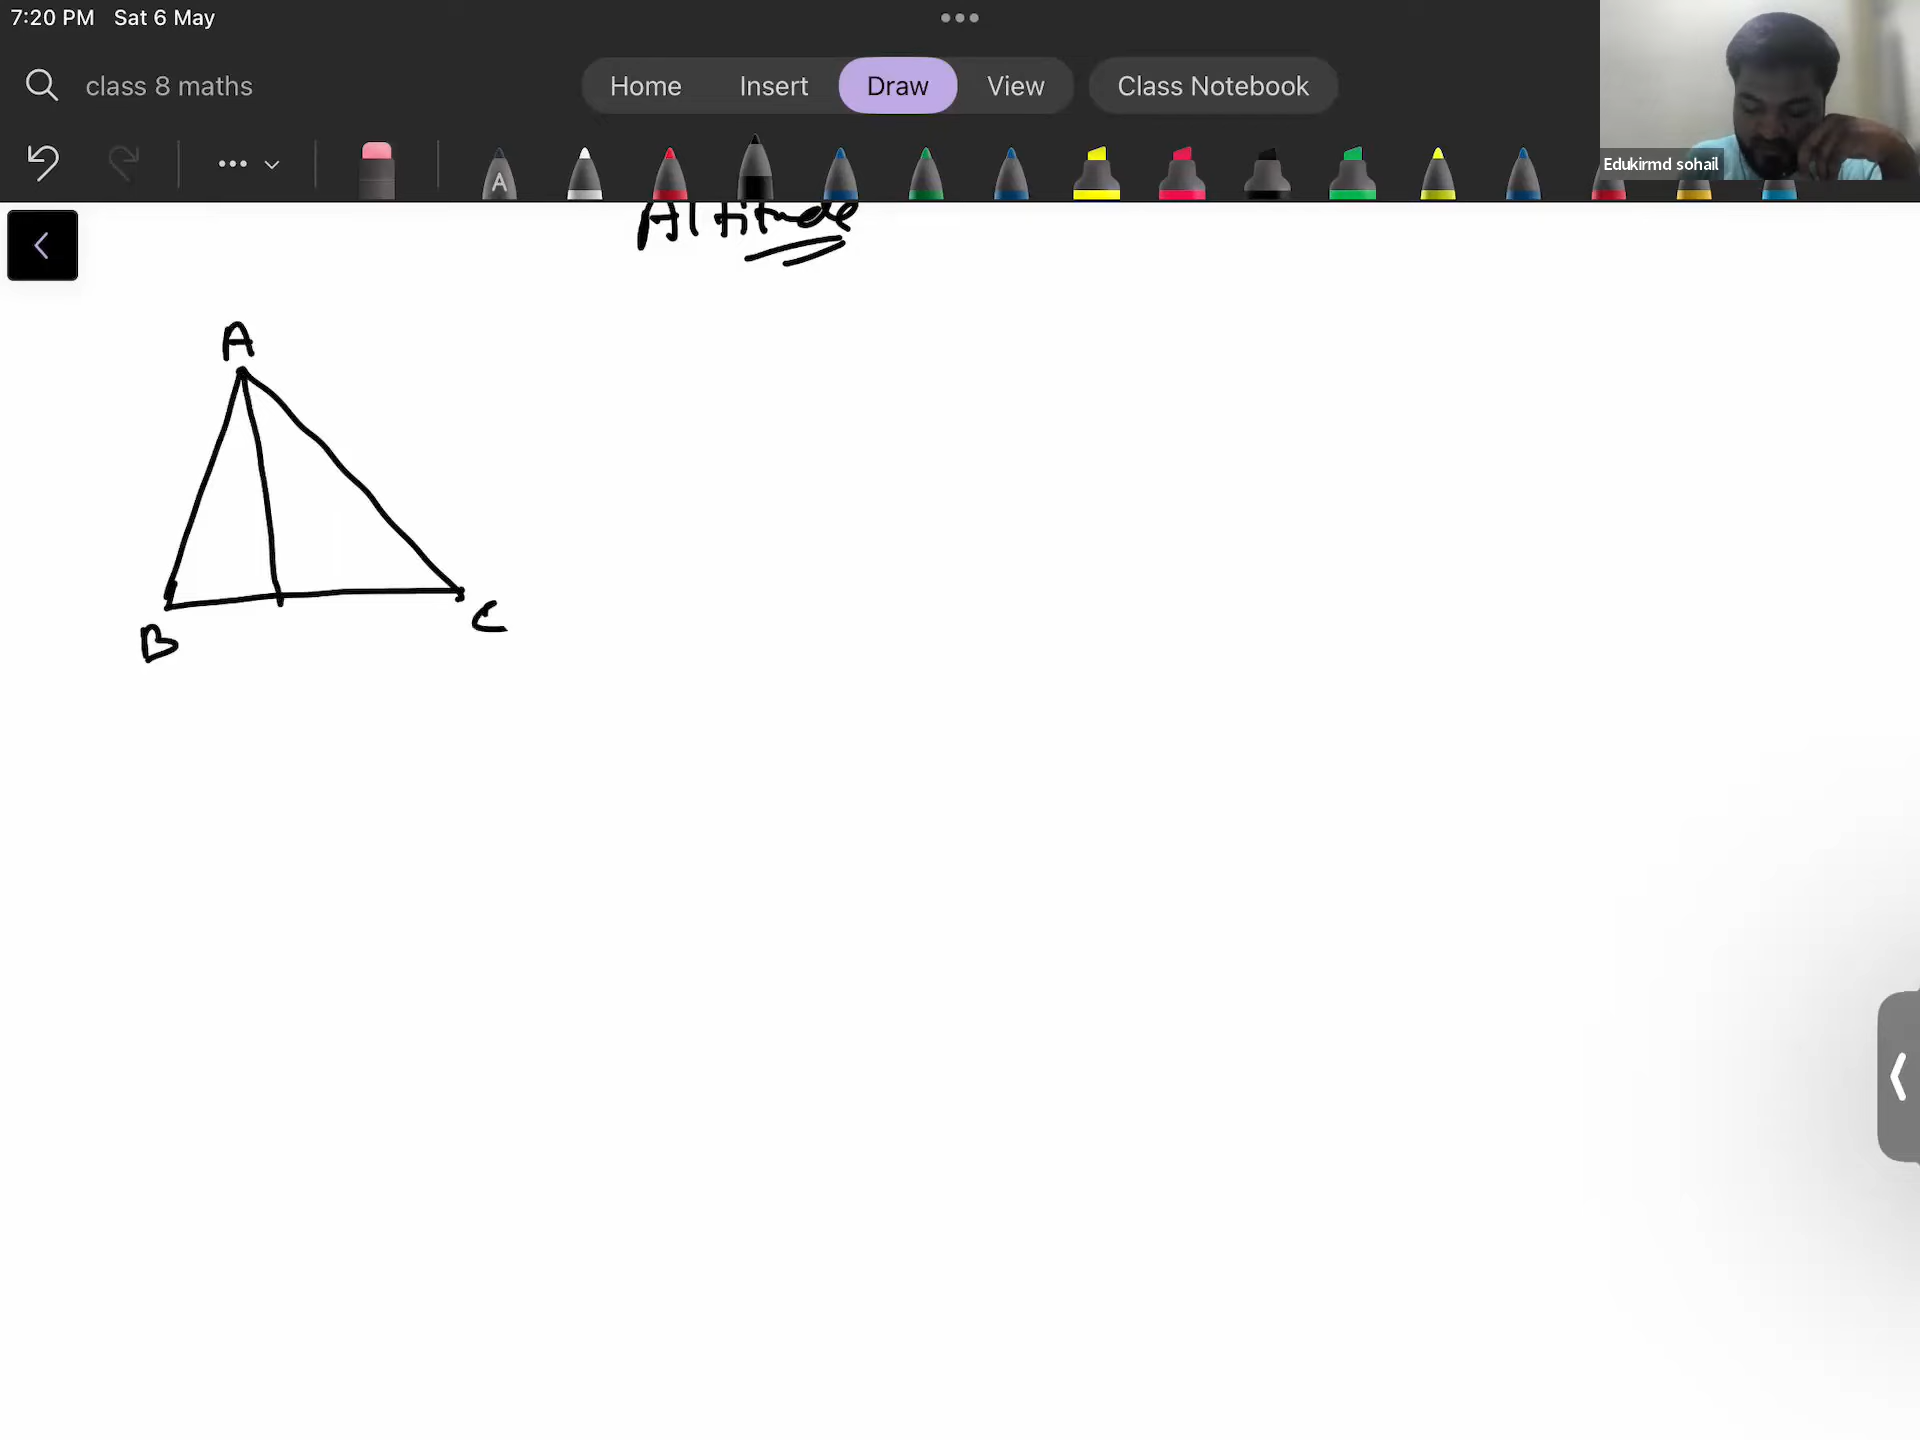 7:20 PM Sat 6 May
class 8 maths
Home Insert Draw View Class Notebook
Edukirmd sohail
A
Altitude
A
B
C